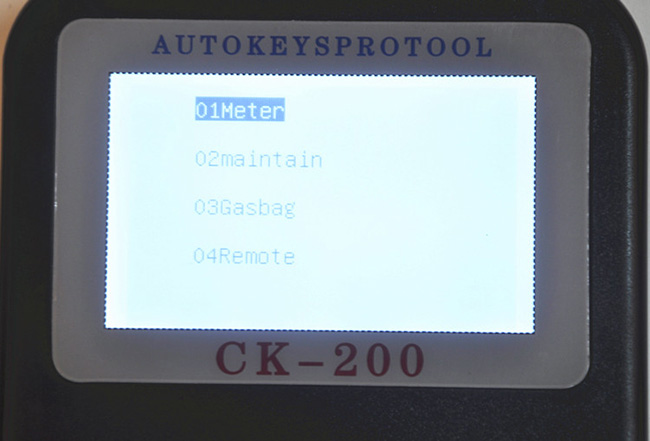 AUTOKEYSPROTOOL
01Meter
02maintain
03Gasbag
04Remote
CK-200